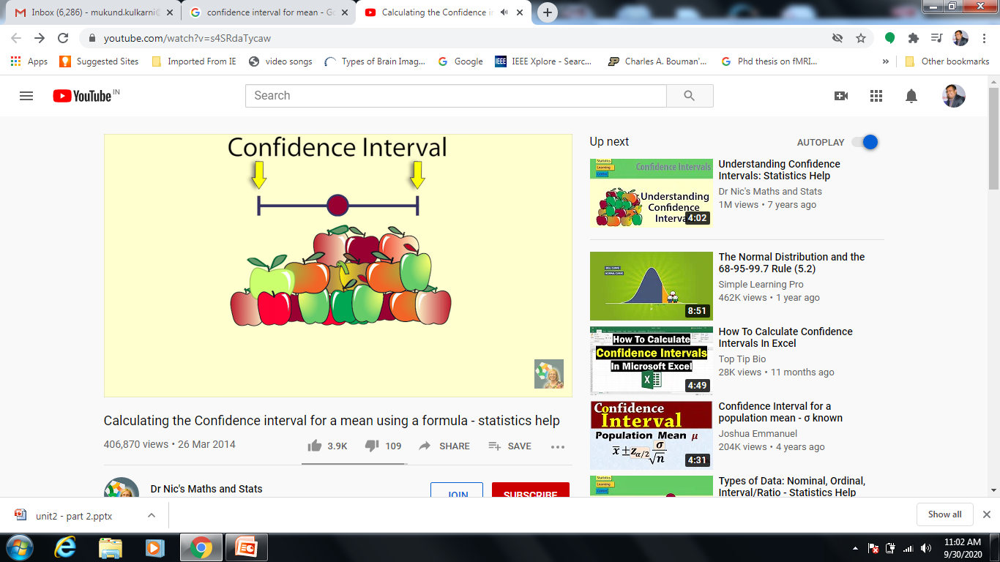 Inbox (6,286) - mukund.kulkarni@
confidence interval for mean - Go
Calculating the Confidence in
youtube.com/watch?v=s4SRdaTycaw
Apps
Suggested Sites
Imported From IE
video songs
Types of Brain Imag...
Google
IEEE Xplore - Searc...
Charles A. Bouman'...
Phd thesis on fMRI...
»
Other bookmarks
YouTube IN
Search
Confidence Interval
Calculating the Confidence interval for a mean using a formula - statistics help
406,870 views • 26 Mar 2014
3.9K
109
SHARE
SAVE
Dr Nic's Maths and Stats
JOIN
SUBSCRIBE
Up next
AUTOPLAY
Statistics
Learning
Centre
Confidence Intervals
Understanding
Confidence
Interva
4:02
Understanding Confidence
Intervals: Statistics Help
Dr Nic's Maths and Stats
1M views • 7 years ago
BELL CURVE
NORMAL CURVE
8:51
The Normal Distribution and the
68-95-99.7 Rule (5.2)
Simple Learning Pro
462K views • 1 year ago
How To Calculate
Confidence Intervals
In Microsoft Excel
4:49
How To Calculate Confidence
Intervals In Excel
Top Tip Bio
28K views • 11 months ago
Confidence
Interval
Population Mean μ
x̄ ± zα/2 σ/√n
4:31
Confidence Interval for a
population mean - σ known
Joshua Emmanuel
204K views • 4 years ago
Statistics
Learning
Centre
Types of Data: Nominal, Ordinal,
Interval/Ratio - Statistics Help
unit2 - part 2.pptx
Show all
11:02 AM
9/30/2020